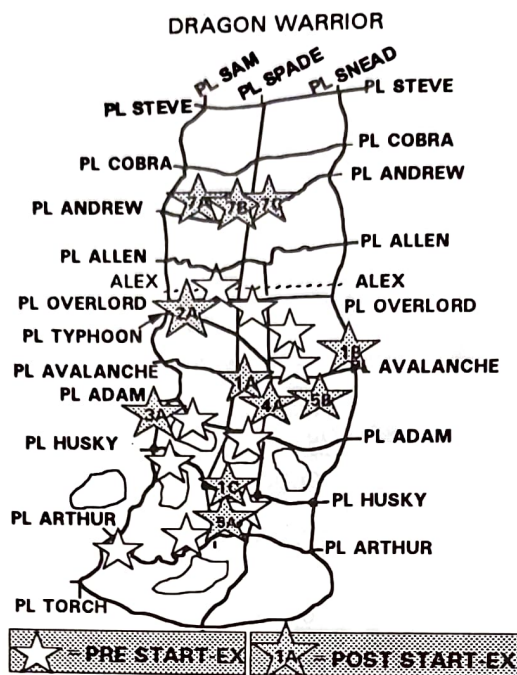 DRAGON WARRIOR
PL SAM
PL SPADE
PL SNEAD
PL STEVE
PL STEVE
PL COBRA
PL COBRA
PL ANDREW
PL ANDREW
7B
7C
PL ALLEN
PL ALLEN
ALEX
ALEX
PL OVERLORD
PL OVERLORD
2A
PL TYPHOON
1B
PL AVALANCHE
PL AVALANCHE
1A
PL ADAM
4A
5B
3A
PL ADAM
PL HUSKY
1C
PL HUSKY
PL ARTHUR
PL ARTHUR
PL TORCH
= PRE START-EX
1A = POST START-EX